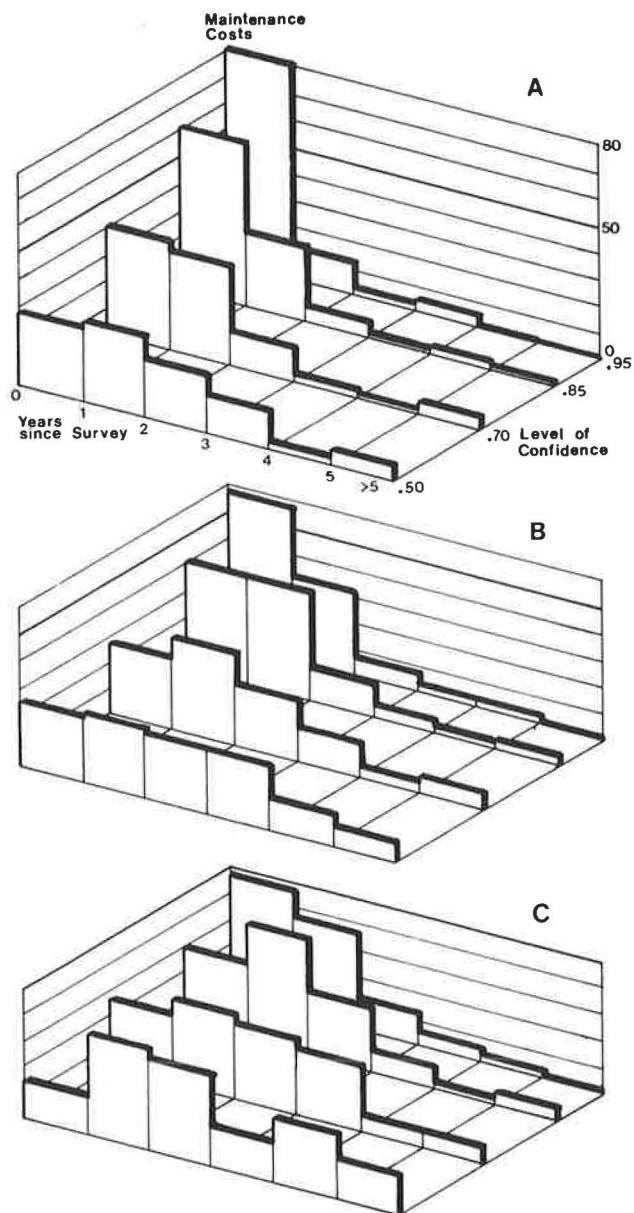 Maintenance
Costs
A
80
50
0
.95
.85
.70
Level of
Confidence
.50
0
Years
since Survey
1
2
3
4
5
>5
B
C